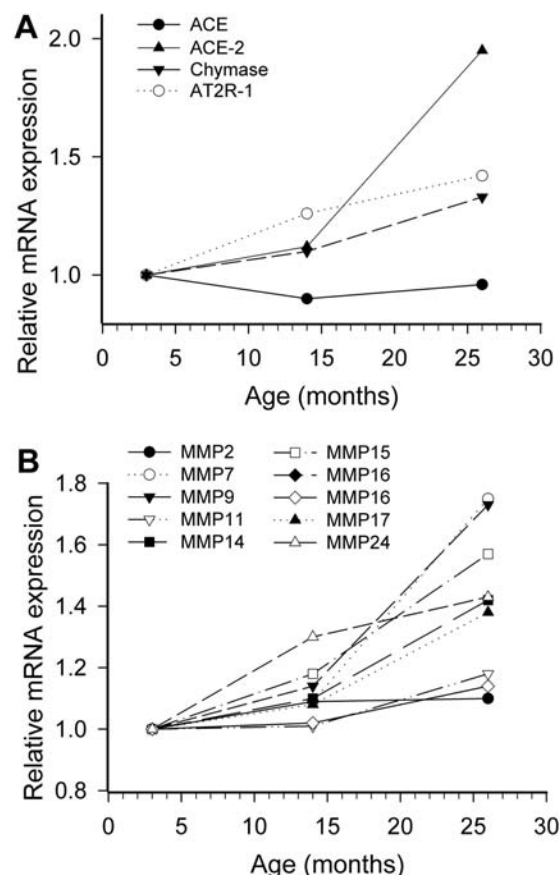 A
ACE
ACE-2
Chymase
AT2R-1
Relative mRNA expression
2.0
1.5
1.0
0 5 10 15 20 25 30
Age (months)
B
MMP2 MMP15
MMP7 MMP16
MMP9 MMP16
MMP11 MMP17
MMP14 MMP24
Relative mRNA expression
1.8
1.6
1.4
1.2
1.0
0.8
0 5 10 15 20 25 30
Age (months)